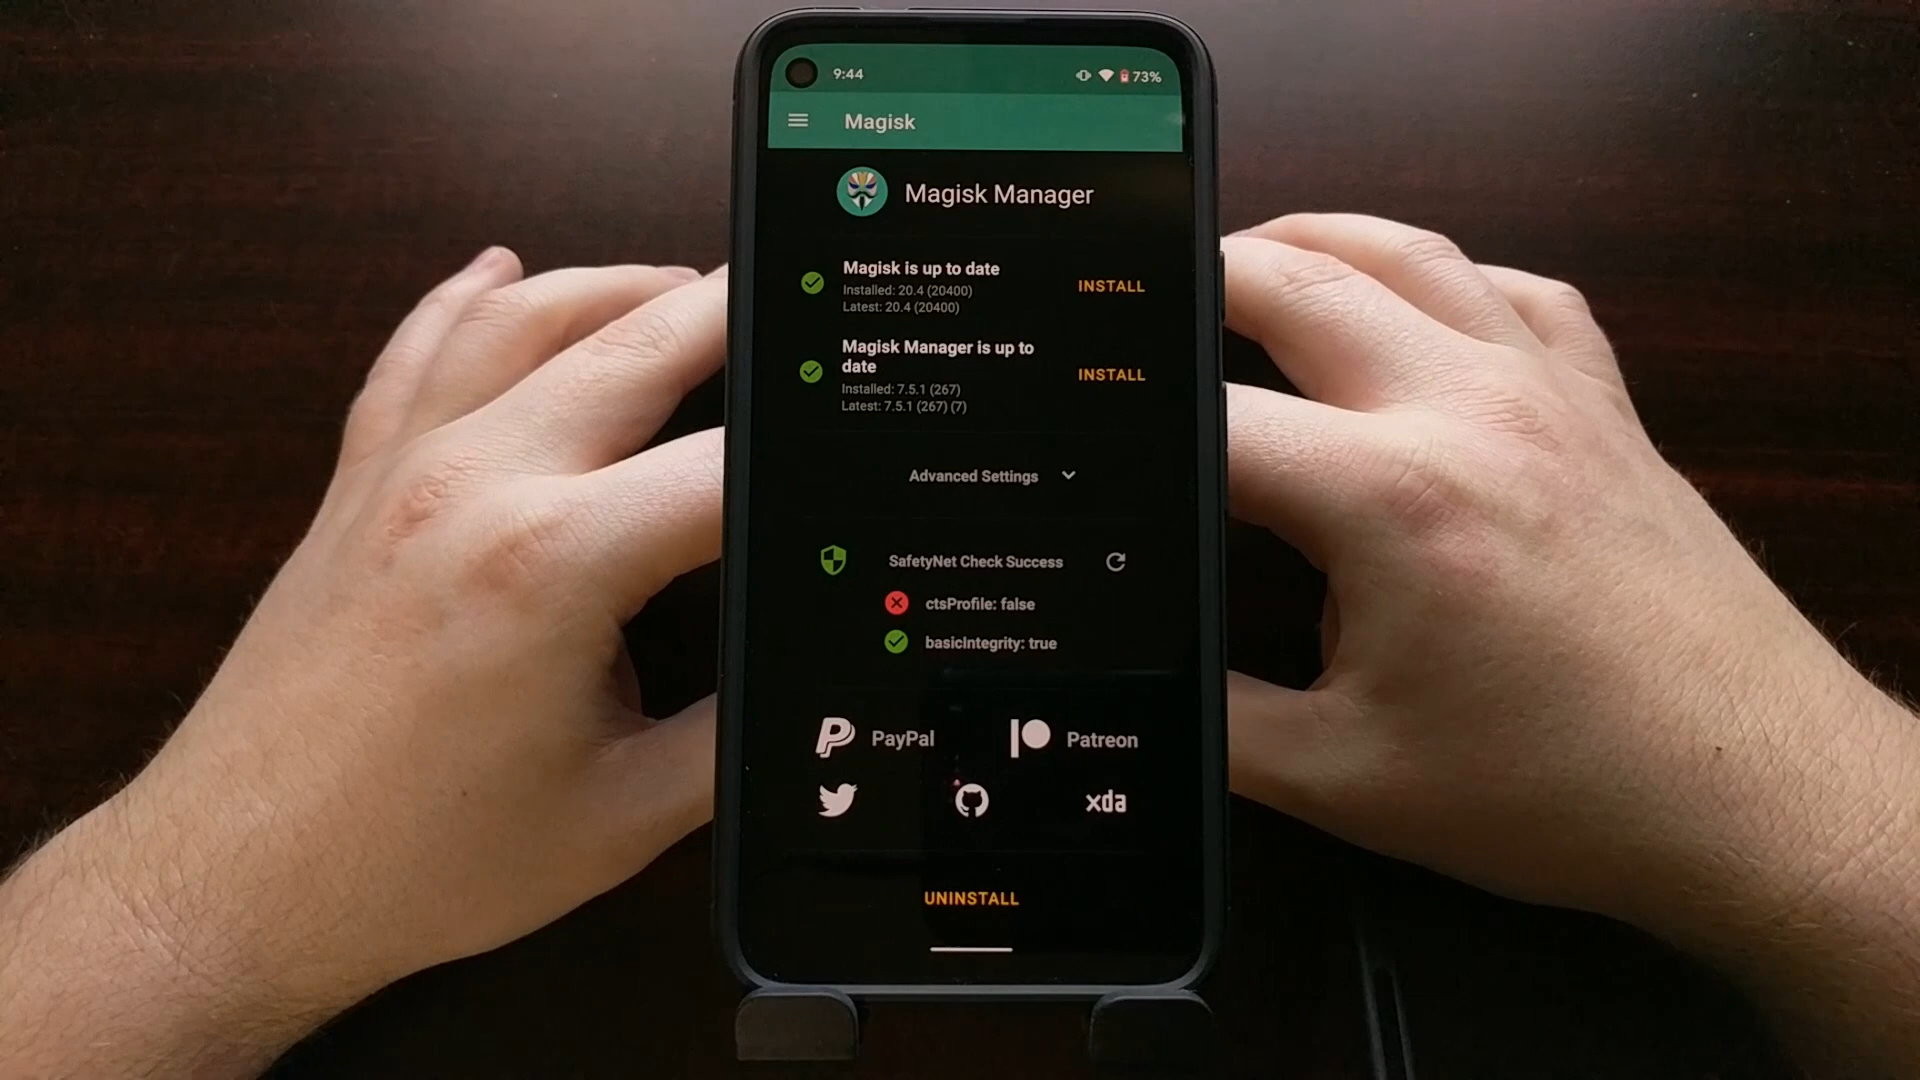 9:44
73%
Magisk
Magisk Manager
Magisk is up to date
Installed: 20.4 (20400)
Latest: 20.4 (20400)
INSTALL
Magisk Manager is up to
date
Installed: 7.5.1 (267)
Latest: 7.5.1 (267) (7)
INSTALL
Advanced Settings
SafetyNet Check Success
ctsProfile: false
basicIntegrity: true
PayPal
Patreon
xda
UNINSTALL